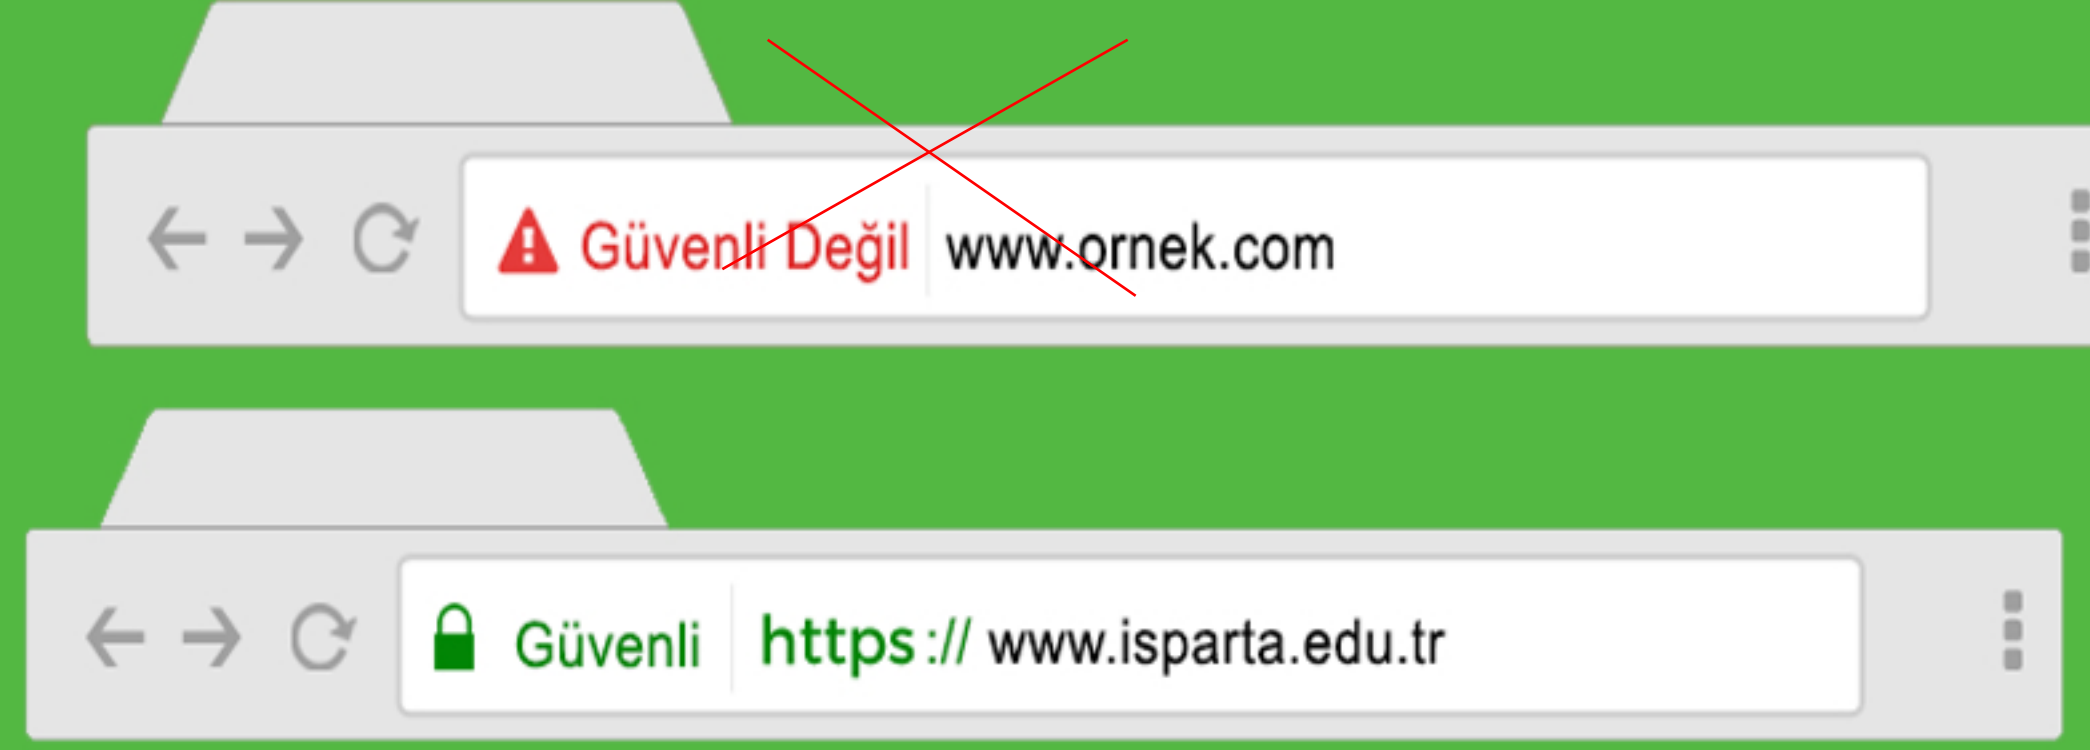 Güvenli Değil www.ornek.com
Güvenli https:// www.isparta.edu.tr